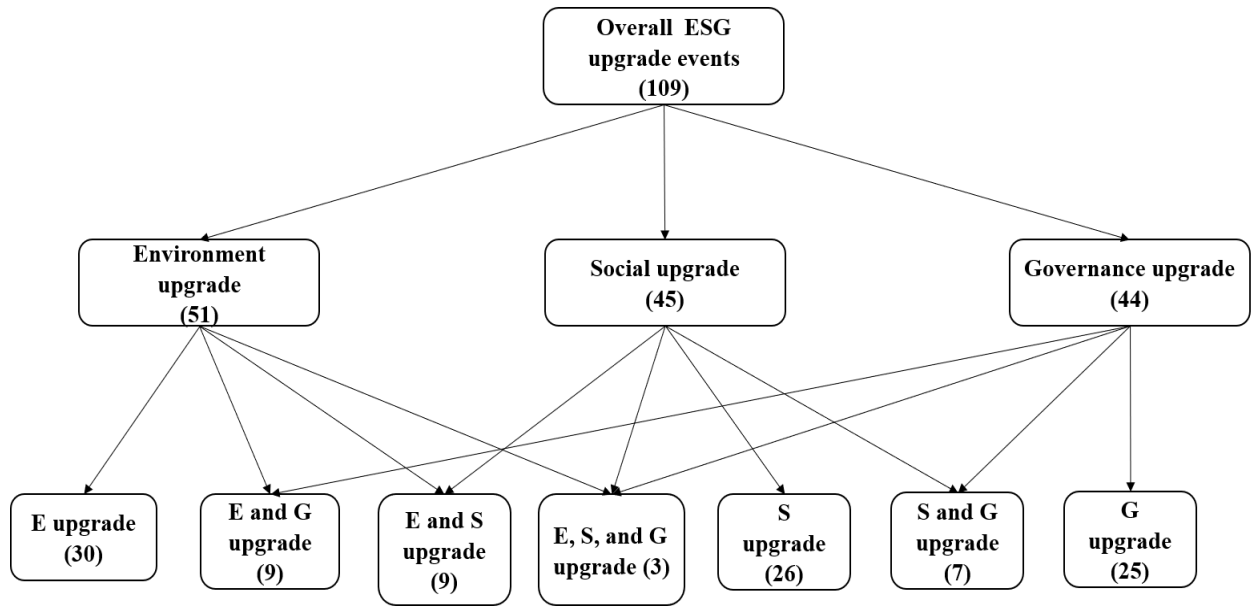 Overall ESG
upgrade events
(109)
Environment
upgrade
(51)
Social upgrade
(45)
Governance upgrade
(44)
E upgrade
(30)
E and G
upgrade
(9)
E and S
upgrade
(9)
E, S, and G
upgrade (3)
S
upgrade
(26)
S and G
upgrade
(7)
G
upgrade
(25)